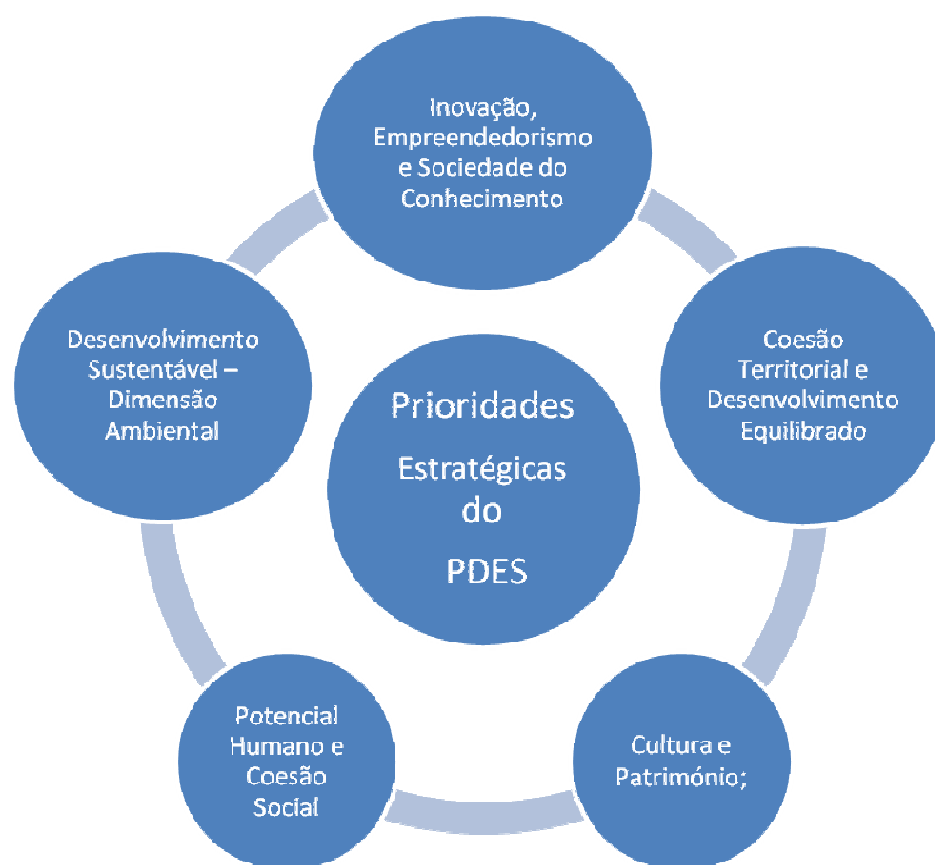 Inovação,
Empreendedorismo
e Sociedade do
Conhecimento
Desenvolvimento
Sustentável –
Dimensão
Ambiental
Coesão
Territorial e
Desenvolvimento
Equilibrado
Prioridades
Estratégicas
do
PDES
Potencial
Humano e
Coesão
Social
Cultura e
Património;